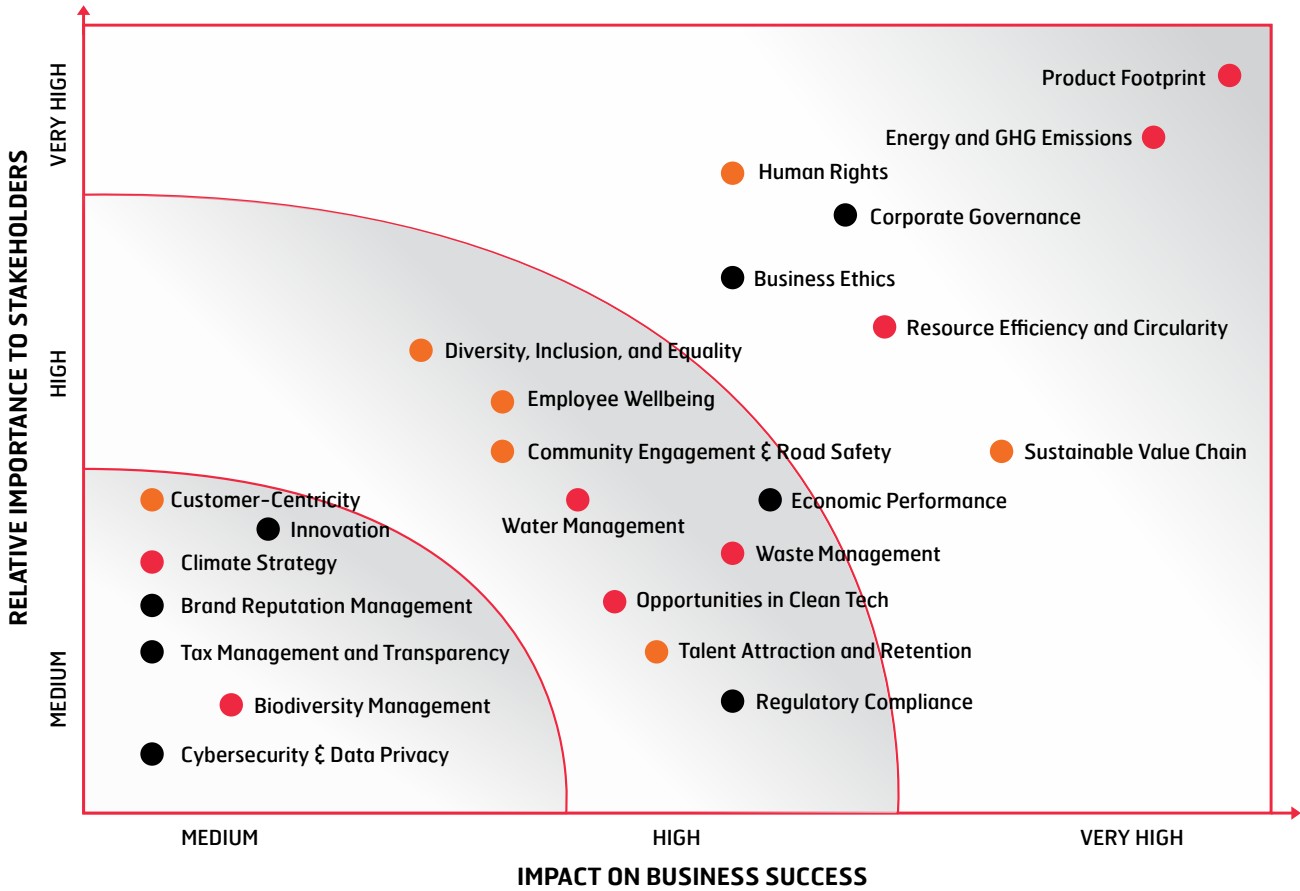 RELATIVE IMPORTANCE TO STAKEHOLDERS
VERY HIGH
HIGH
MEDIUM
Product Footprint
Energy and GHG Emissions
Human Rights
Corporate Governance
Business Ethics
Resource Efficiency and Circularity
Diversity, Inclusion, and Equality
Employee Wellbeing
Community Engagement & Road Safety
Sustainable Value Chain
Customer-Centricity
Economic Performance
Water Management
Innovation
Waste Management
Climate Strategy
Opportunities in Clean Tech
Brand Reputation Management
Talent Attraction and Retention
Tax Management and Transparency
Regulatory Compliance
Biodiversity Management
Cybersecurity & Data Privacy
MEDIUM
HIGH
VERY HIGH
IMPACT ON BUSINESS SUCCESS